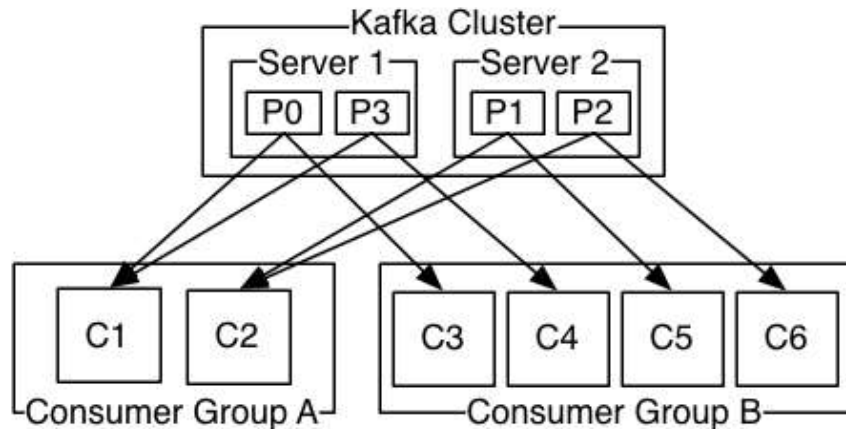 Kafka Cluster
Server 1 Server 2
P0 P3 P1 P2
C1 C2 C3 C4 C5 C6
Consumer Group A Consumer Group B